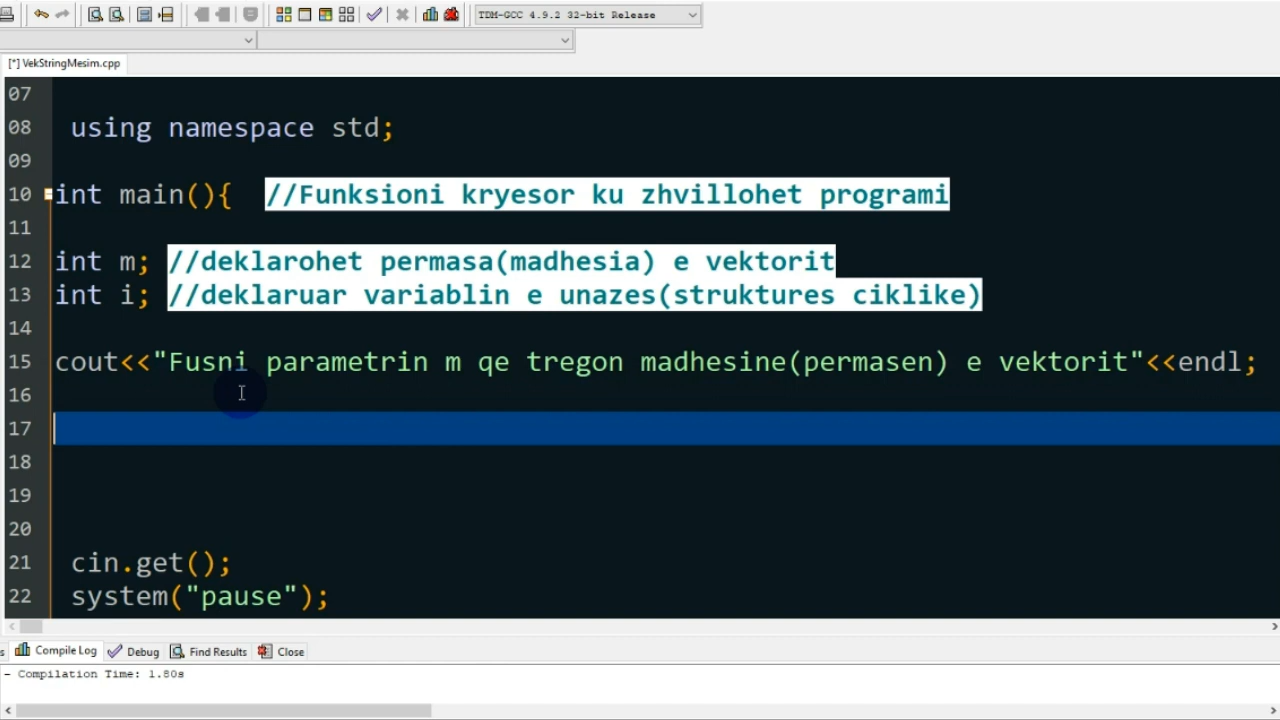 TDM-GCC 4.9.2 32-bit Release
[*] VekStringMesim.cpp
07
08 using namespace std;
09
10 int main(){ //Funksioni kryesor ku zhvillohet programi
11
12 int m; //deklarohet permasa(madhesia) e vektorit
13 int i; //deklaruar variablin e unazes(struktures ciklike)
14
15 cout<<"Fusni parametrin m qe tregon madhesine(permasen) e vektorit"<<endl;
16
17
18
19
20
21 cin.get();
22 system("pause");
s Compile Log Debug Find Results Close
- Compilation Time: 1.80s